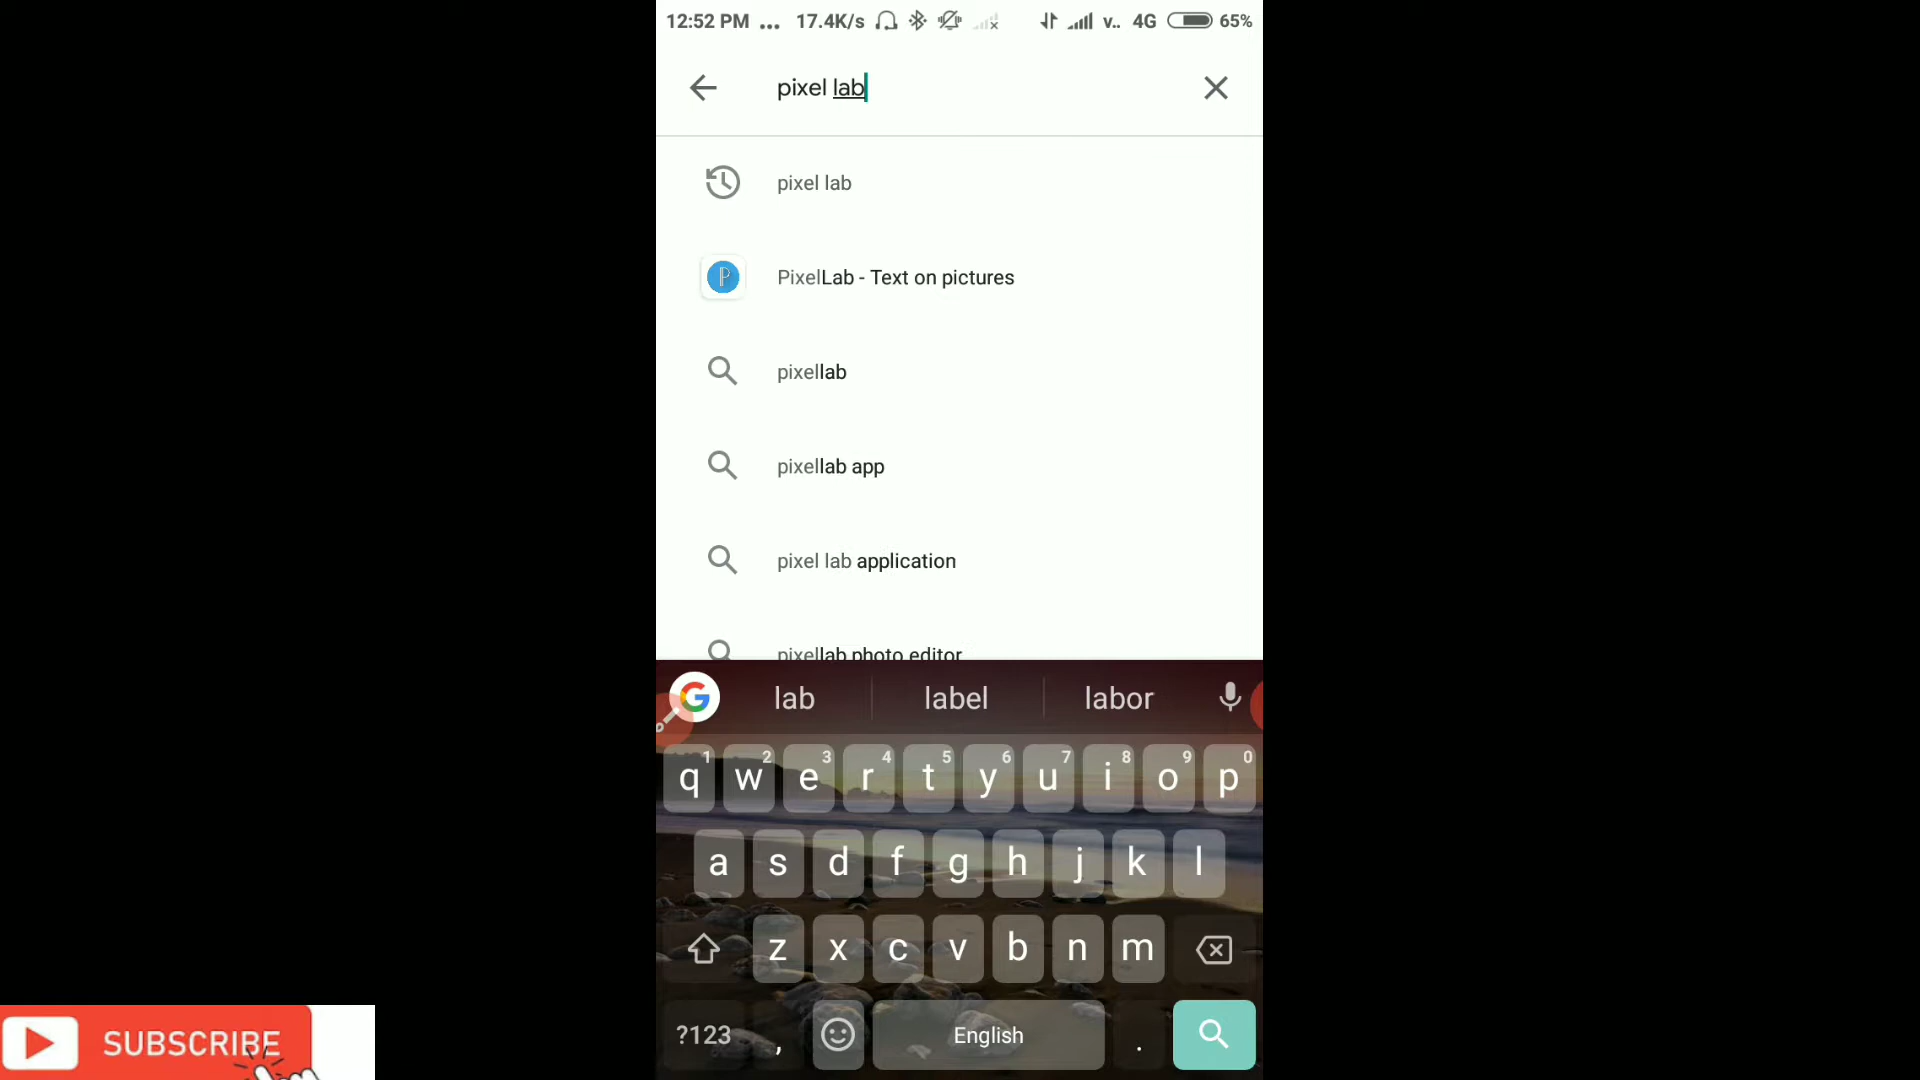 12:52 PM ... 17.4K/s v.. 4G 65%
pixel lab
pixel lab
PixelLab - Text on pictures
pixellab
pixellab app
pixel lab application
pixellab photo editor
lab label labor
1 2 3 4 5 6 7 8 9 0
q w e r t y u i o p
a s d f g h j k l
z x c v b n m
?123 , English .
SUBSCRIBE